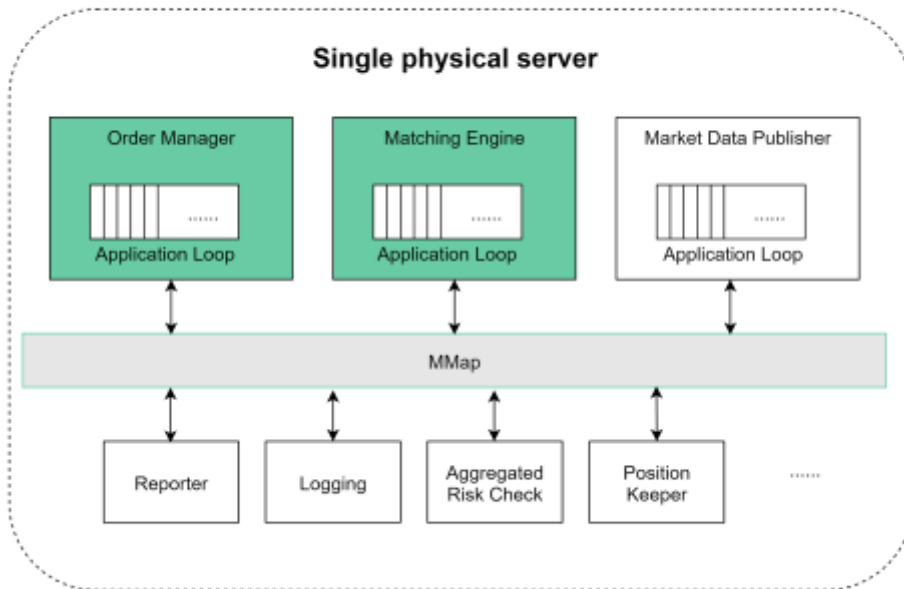 Single physical server
Order Manager
Matching Engine
Market Data Publisher
......
......
......
Application Loop
Application Loop
Application Loop
MMap
Reporter
Logging
Aggregated
Risk Check
Position
Keeper
......